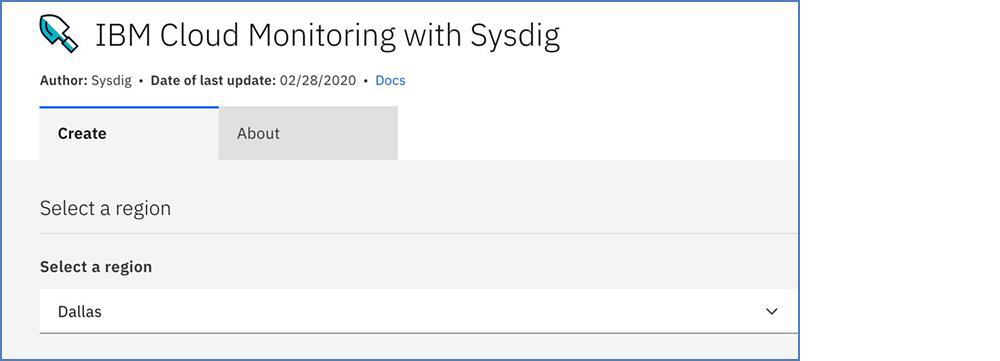 IBM Cloud Monitoring with Sysdig
Author: Sysdig • Date of last update: 02/28/2020 • Docs
Create
About
Select a region
Select a region
Dallas